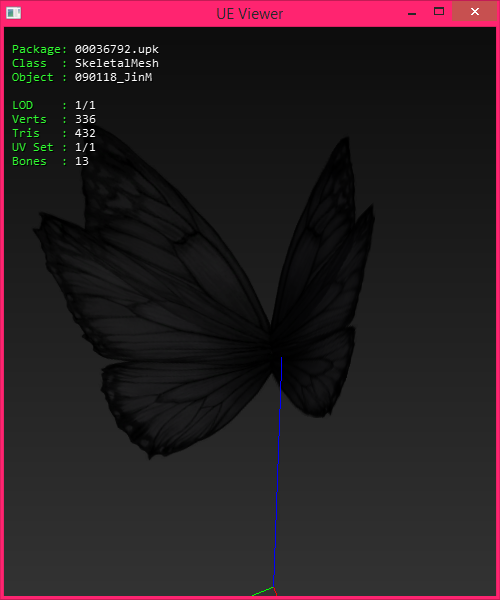 UE Viewer
Package: 00036792.upk
Class  : SkeletalMesh
Object : 090118_JinM
LOD    : 1/1
Verts  : 336
Tris   : 432
UV Set : 1/1
Bones  : 13